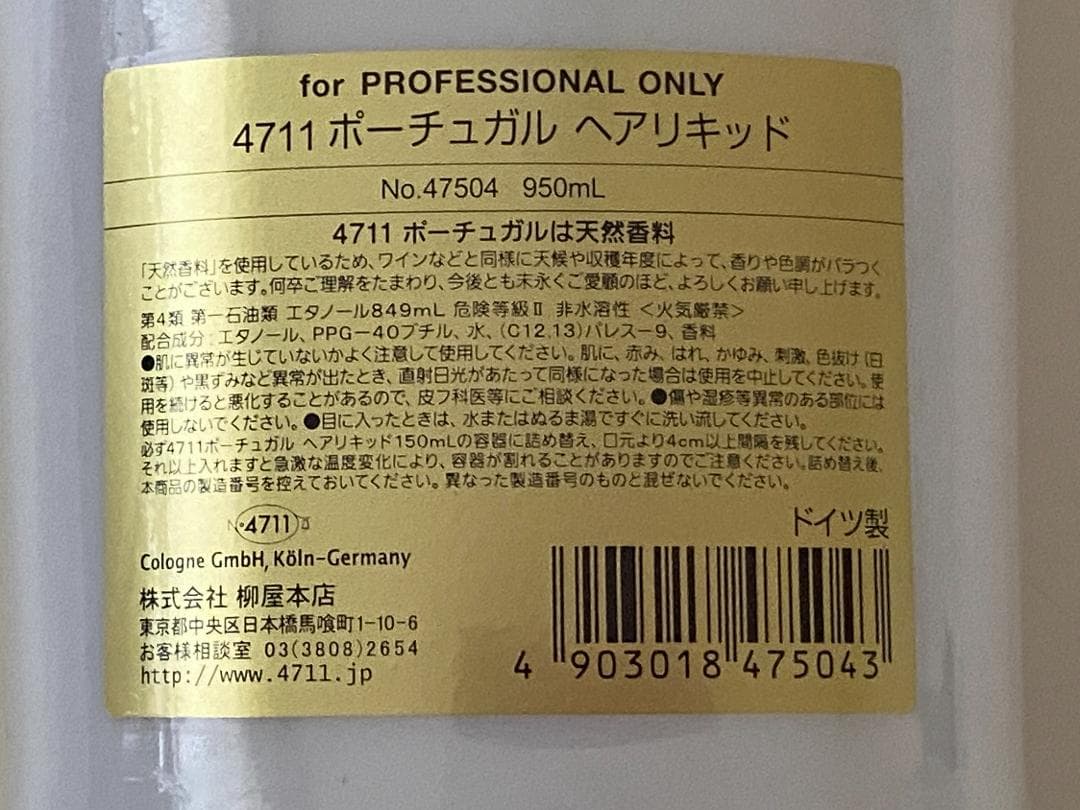 for PROFESSIONAL ONLY
4711 ポーチュガル ヘアリキッド
No.47504 950mL
4711 ポーチュガルは天然香料
「天然香料」を使用しているため、ワインなどと同様に天候や収穫年度によって、香りや色調がバラつく
ことがございます。何卒ご理解をたまわり、今後とも末永くご愛顧のほど、よろしくお願い申し上げます。
第4類 第一石油類 エタノール849mL 危険等級Ⅱ 非水溶性 <火気厳禁>
配合成分:エタノール、PPG-40ブチル、水、(C12,13)パレス-9、香料
●肌に異常が生じていないかよく注意して使用してください。肌に、赤み、はれ、かゆみ、刺激、色抜け(白
斑等)や黒ずみなど異常が出たとき、直射日光があたって同様になった場合は使用を中止してください。使
用を続けると悪化することがあるので、皮フ科医等にご相談ください。●傷や湿疹等異常のある部位には
使用しないでください。●目に入ったときは、水またはぬるま湯ですぐに洗い流してください。
必ず4711ポーチュガル ヘアリキッド150mLの容器に詰め替え、口元より4cm以上間隔を残してください。
それ以上入れますと急激な温度変化により、容器が割れることがありますのでご注意ください。詰め替え後、
本商品の製造番号を控えておいてください。異なった製造番号のものと混ぜないでください。
4711
ドイツ製
Cologne GmbH, Köln-Germany
株式会社 柳屋本店
東京都中央区日本橋馬喰町1-10-6
お客様相談室 03(3808)2654
http://www.4711.jp
4 903018 475043